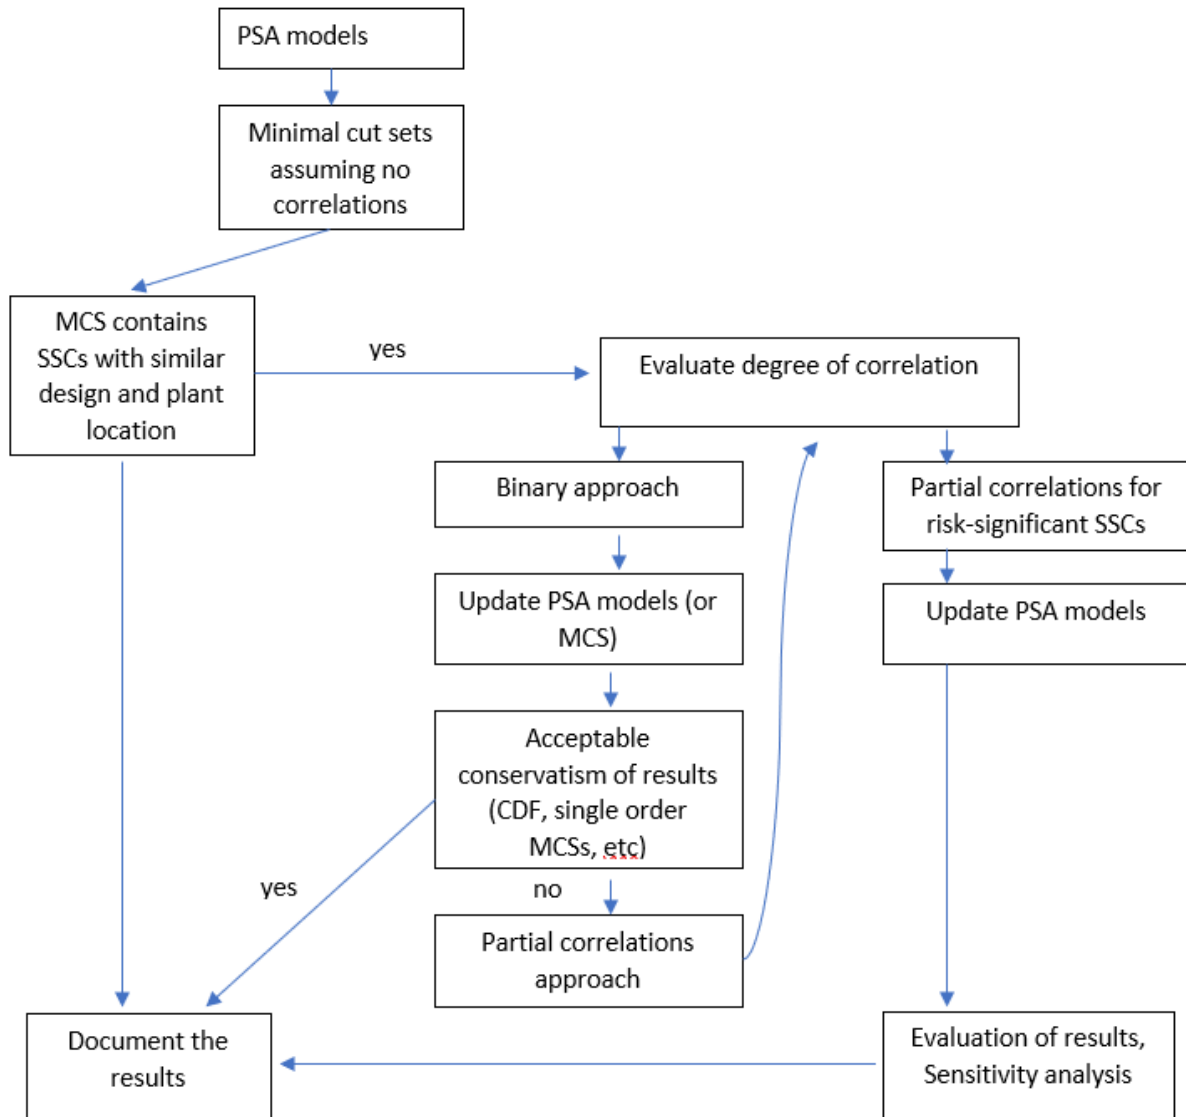 PSA models
Minimal cut sets
assuming no
correlations
MCS contains
SSCs with similar
design and plant
location
yes
Evaluate degree of correlation
Binary approach
Partial correlations for
risk-significant SSCs
Update PSA models (or
MCS)
Update PSA models
Acceptable
conservatism of results
(CDF, single order
MCSs, etc)
yes
no
Partial correlations
approach
Document the
results
Evaluation of results,
Sensitivity analysis